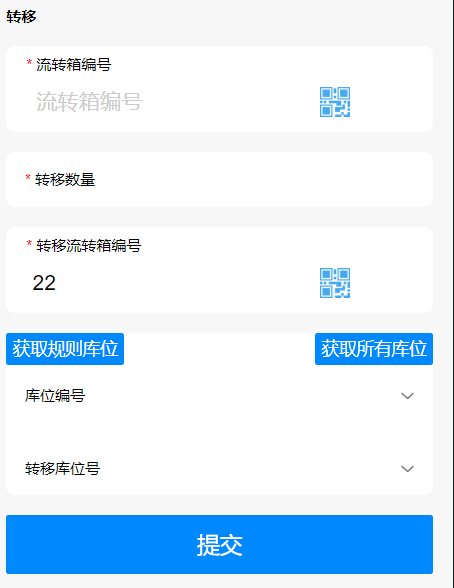 转移
* 流转箱编号
流转箱编号
* 转移数量
* 转移流转箱编号
22
获取规则库位 获取所有库位
库位编号
转移库位号
提交